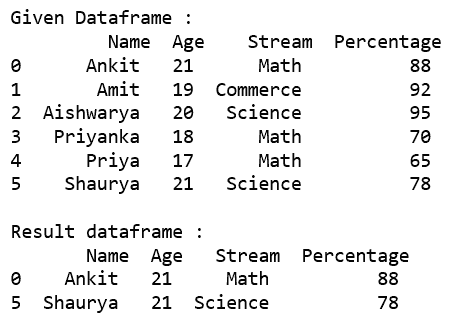 Given Dataframe :
        Name  Age    Stream  Percentage
0      Ankit   21      Math          88
1       Amit   19  Commerce          92
2  Aishwarya   20   Science          95
3   Priyanka   18      Math          70
4      Priya   17      Math          65
5    Shaurya   21   Science          78

Result dataframe :
      Name  Age   Stream  Percentage
0    Ankit   21     Math          88
5  Shaurya   21  Science          78